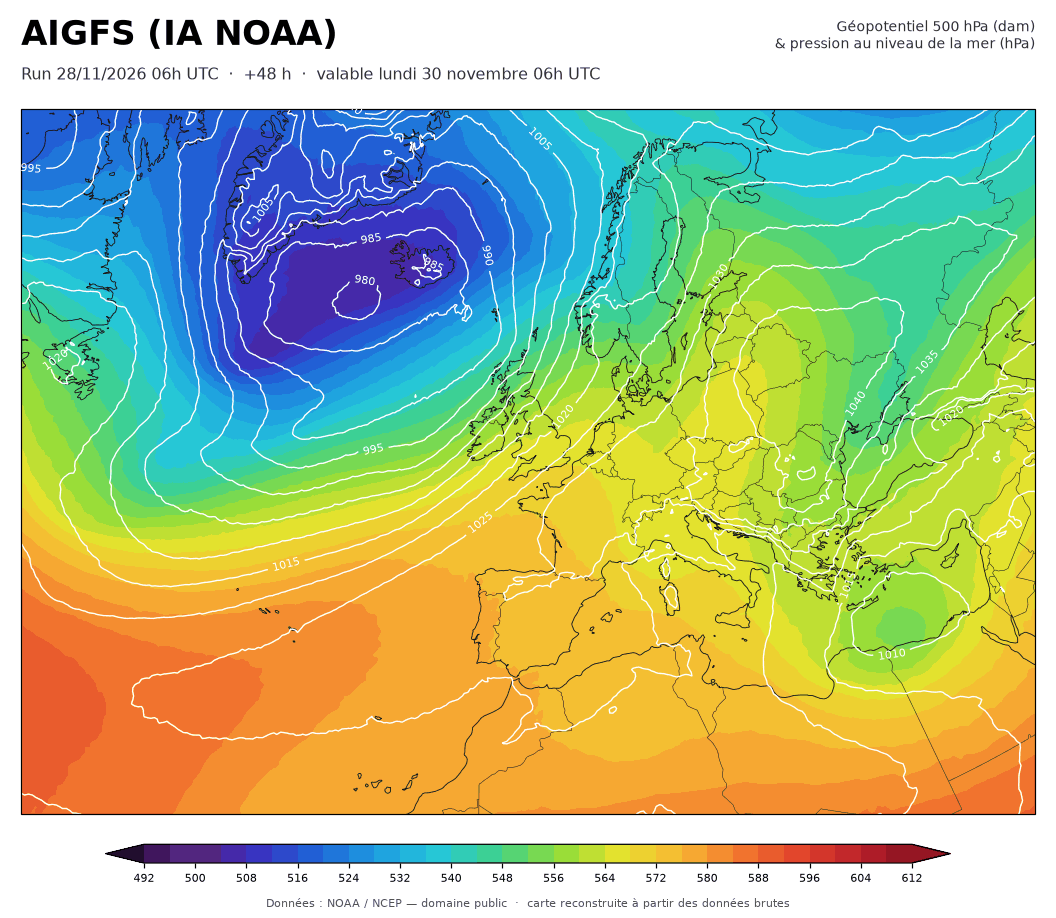 AIGFS (IA NOAA)
Géopotentiel 500 hPa (dam)
& pression au niveau de la mer (hPa)
Run 28/11/2026 06h UTC · +48 h · valable lundi 30 novembre 06h UTC
995
1005
1005
985
990
985
980
1030
1020
1035
1040
1020
1020
995
1025
1015
1010
492 500 508 516 524 532 540 548 556 564 572 580 588 596 604 612
Données : NOAA / NCEP — domaine public · carte reconstruite à partir des données brutes